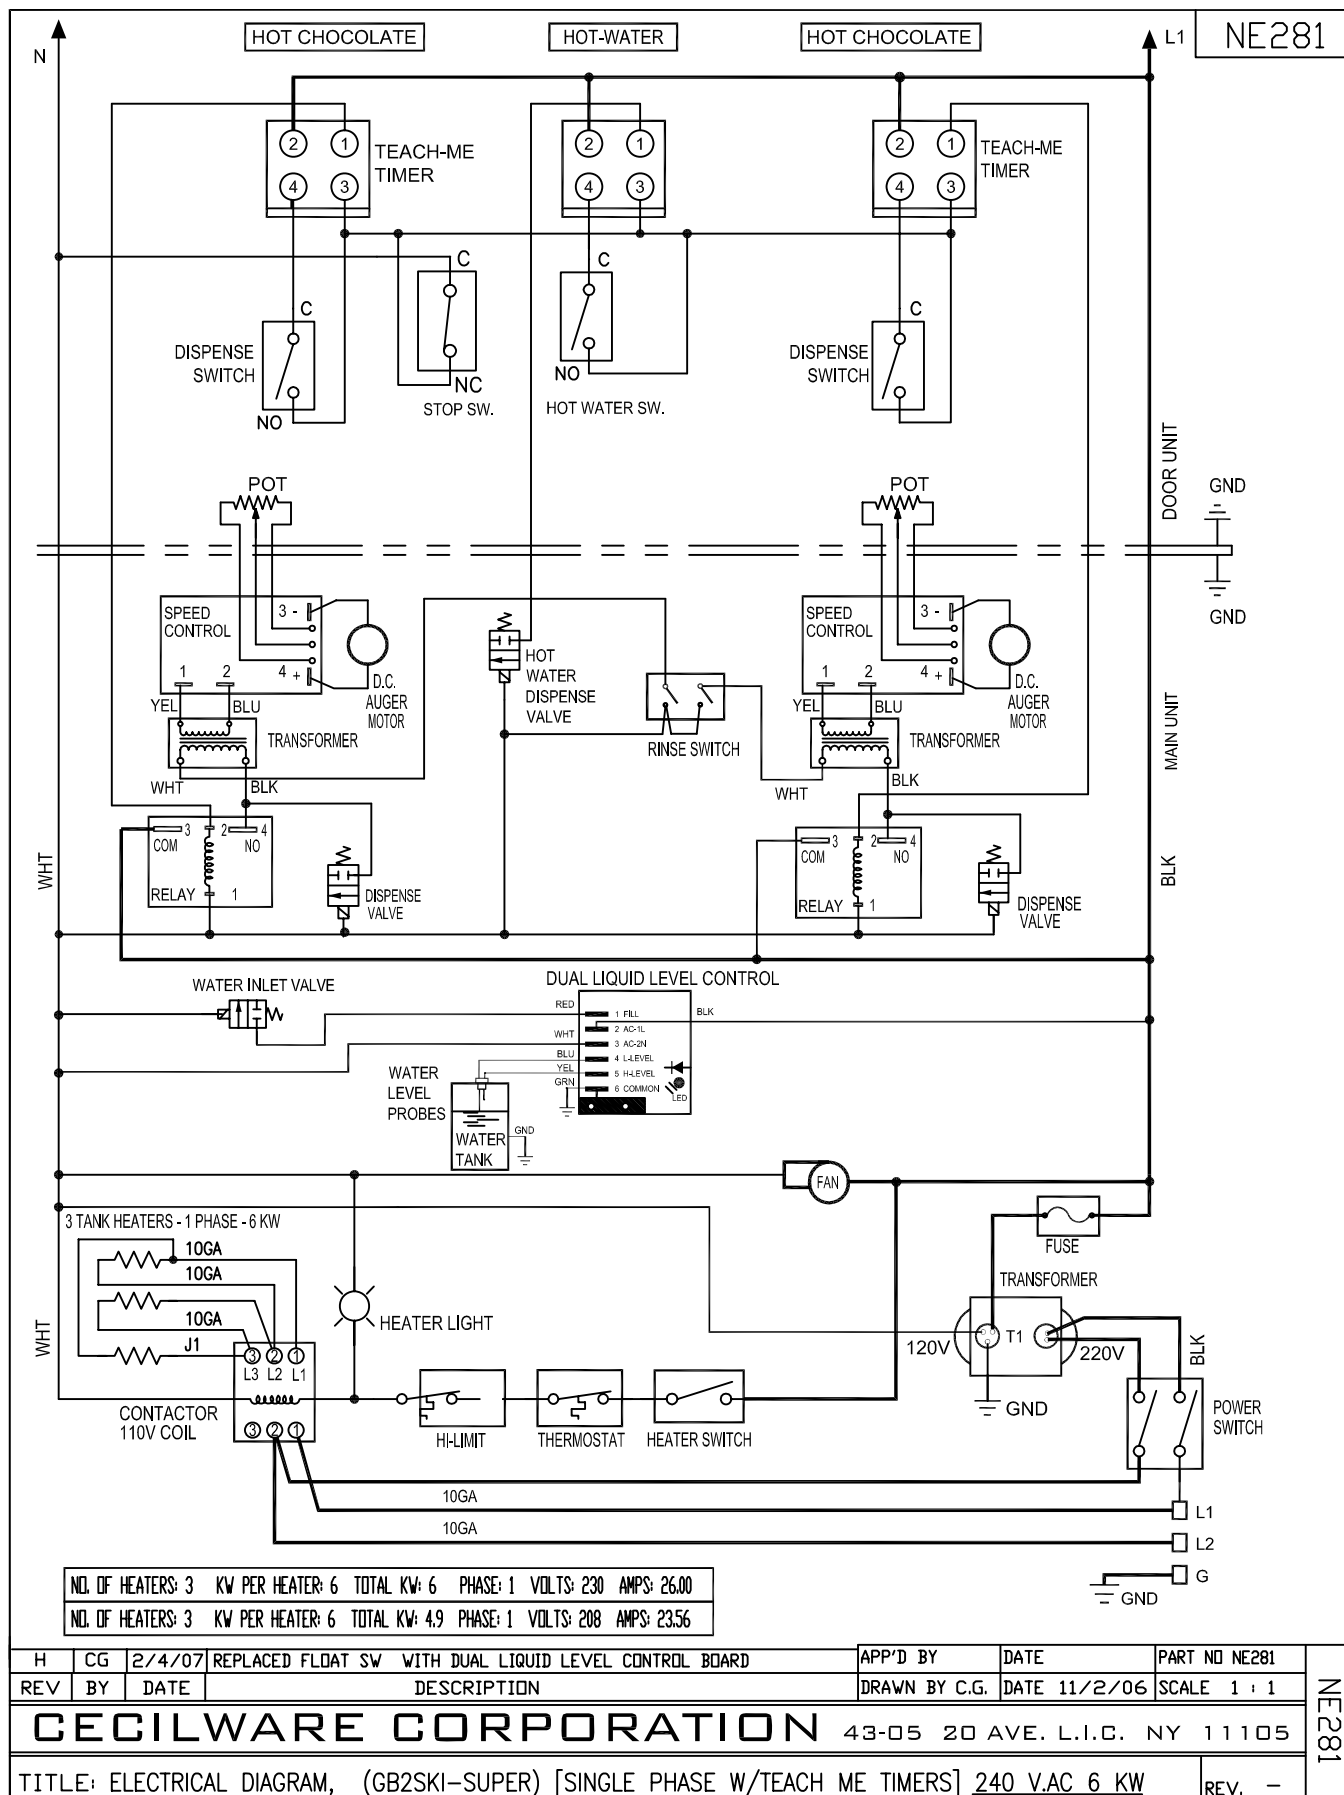 N
HOT CHOCOLATE
HOT-WATER
HOT CHOCOLATE
L1
NE281
2 1
4 3
TEACH-ME
TIMER
2 1
4 3
2 1
4 3
TEACH-ME
TIMER
C
DISPENSE
SWITCH
NO
C
NC
STOP SW.
C
NO
HOT WATER SW.
C
DISPENSE
SWITCH
NO
DOOR UNIT
GND
GND
MAIN UNIT
POT
SPEED
CONTROL
3 -
4 +
1 2
D.C.
AUGER
MOTOR
YEL BLU
TRANSFORMER
WHT BLK
HOT
WATER
DISPENSE
VALVE
RINSE SWITCH
POT
SPEED
CONTROL
3 -
4 +
1 2
D.C.
AUGER
MOTOR
YEL BLU
TRANSFORMER
WHT BLK
WHT
3 2 4
COM NO
RELAY 1
DISPENSE
VALVE
3 2 4
COM NO
RELAY 1
DISPENSE
VALVE
BLK
WATER INLET VALVE
DUAL LIQUID LEVEL CONTROL
RED 1 FILL BLK
2 AC-1L
WHT 3 AC-2N
BLU 4 L-LEVEL
YEL 5 H-LEVEL
GRN 6 COMMON
LED
WATER
LEVEL
PROBES
WATER
TANK
GND
FAN
FUSE
3 TANK HEATERS - 1 PHASE - 6 KW
10GA
10GA
10GA
J1
WHT
3 2 1
L3 L2 L1
3 2 1
CONTACTOR
110V COIL
HEATER LIGHT
HI-LIMIT
THERMOSTAT
HEATER SWITCH
TRANSFORMER
120V
T1
220V
GND
BLK
POWER
SWITCH
10GA
10GA
L1
L2
G
GND
NO. OF HEATERS: 3 KW PER HEATER: 6 TOTAL KW: 6 PHASE: 1 VOLTS: 230 AMPS: 26.00
NO. OF HEATERS: 3 KW PER HEATER: 6 TOTAL KW: 4.9 PHASE: 1 VOLTS: 208 AMPS: 23.56
H CG 2/4/07 REPLACED FLOAT SW WITH DUAL LIQUID LEVEL CONTROL BOARD
REV BY DATE DESCRIPTION
APP'D BY DATE PART NO NE281
DRAWN BY C.G. DATE 11/2/06 SCALE 1 : 1
CECILWARE CORPORATION 43-05 20 AVE. L.I.C. NY 11105
TITLE: ELECTRICAL DIAGRAM, (GB2SKI-SUPER) [SINGLE PHASE W/TEACH ME TIMERS] 240 V.AC 6 KW
REV. -
NE281